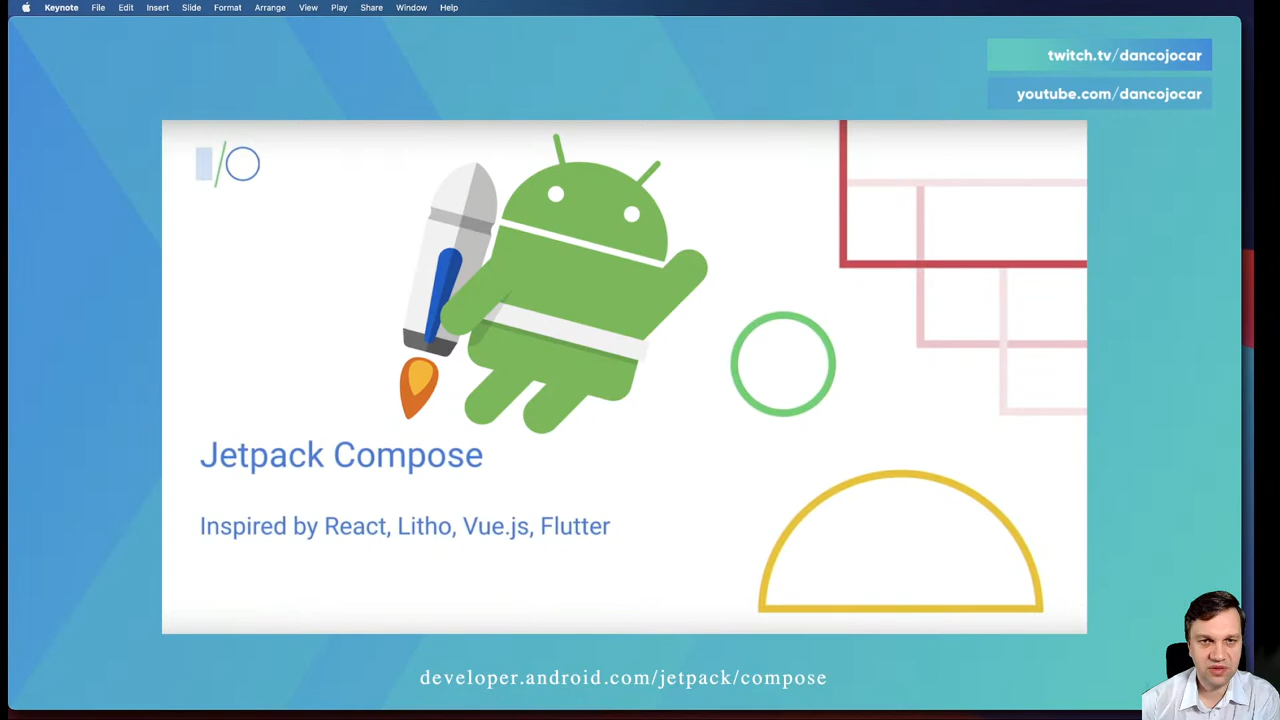 Keynote File Edit Insert Slide Format Arrange View Play Share Window Help
twitch.tv/dancojocar
youtube.com/dancojocar
I/O
Jetpack Compose
Inspired by React, Litho, Vue.js, Flutter
developer.android.com/jetpack/compose